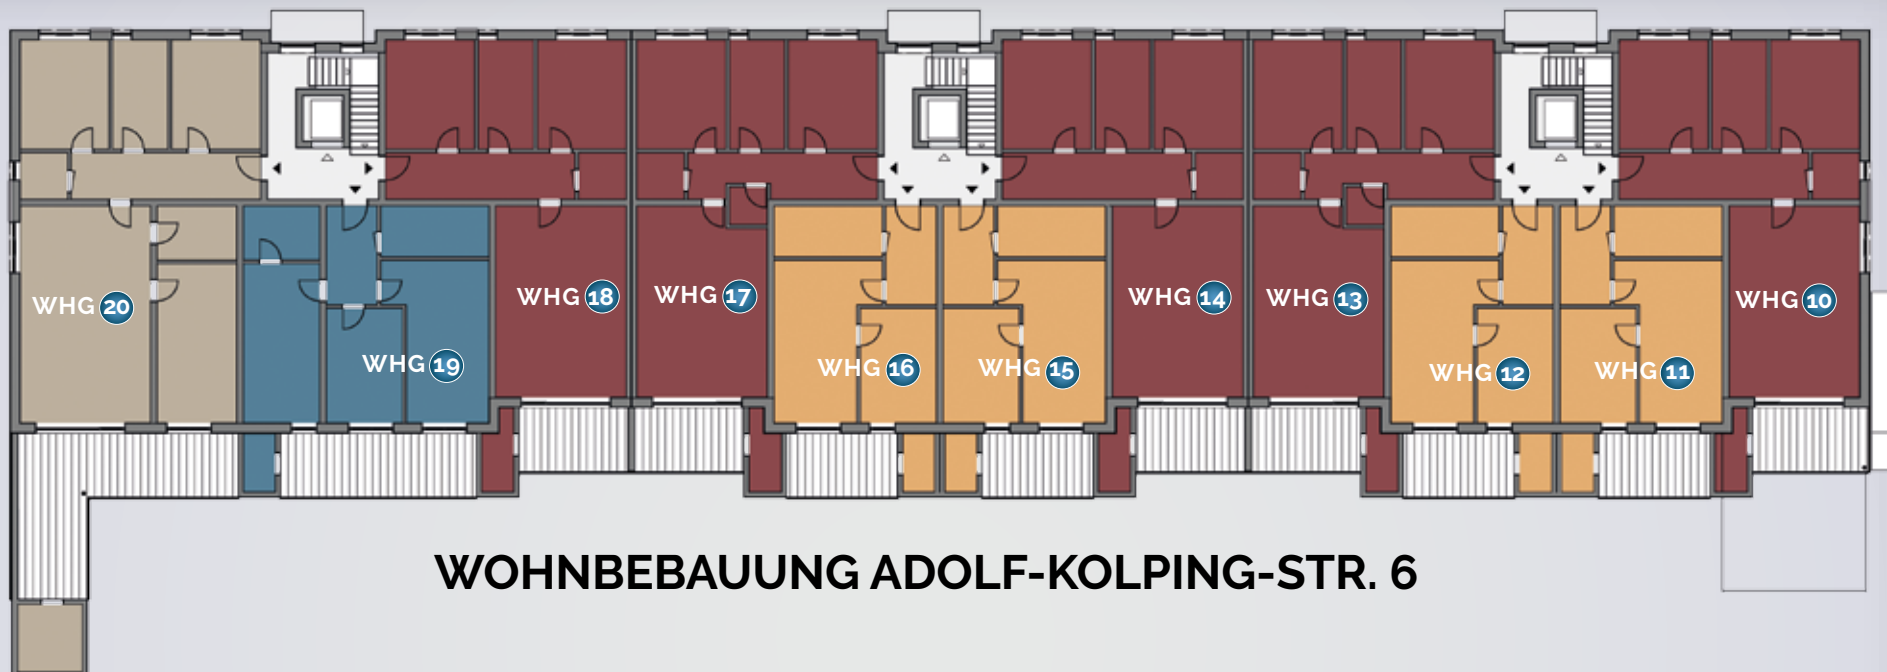 WHG 20
WHG 19
WHG 18
WHG 17
WHG 16
WHG 15
WHG 14
WHG 13
WHG 12
WHG 11
WHG 10
WOHNBEBAUUNG ADOLF-KOLPING-STR. 6